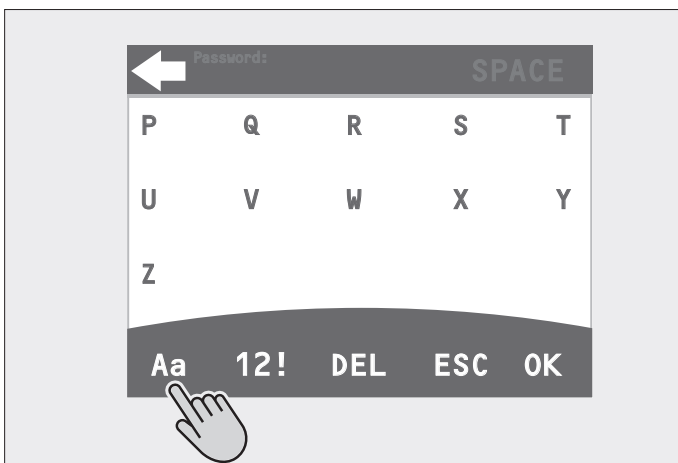 Password: SPACE
P Q R S T
U V W X Y
Z
Aa 12! DEL ESC OK